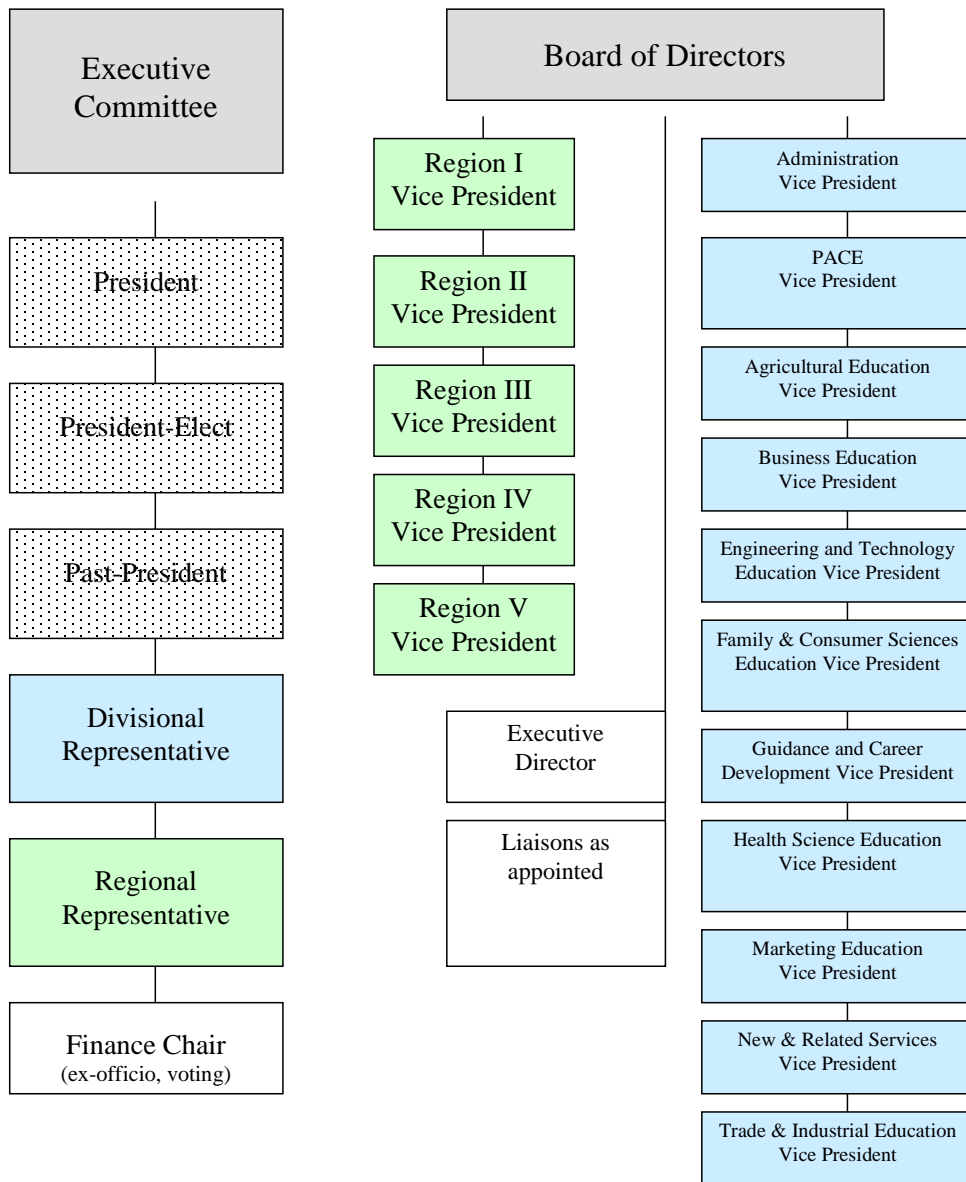 Executive
Committee
President
President-Elect
Past-President
Divisional
Representative
Regional
Representative
Finance Chair
(ex-officio, voting)
Board of Directors
Region I
Vice President
Region II
Vice President
Region III
Vice President
Region IV
Vice President
Region V
Vice President
Executive
Director
Liaisons as
appointed
Administration
Vice President
PACE
Vice President
Agricultural Education
Vice President
Business Education
Vice President
Engineering and Technology
Education Vice President
Family & Consumer Sciences
Education Vice President
Guidance and Career
Development Vice President
Health Science Education
Vice President
Marketing Education
Vice President
New & Related Services
Vice President
Trade & Industrial Education
Vice President